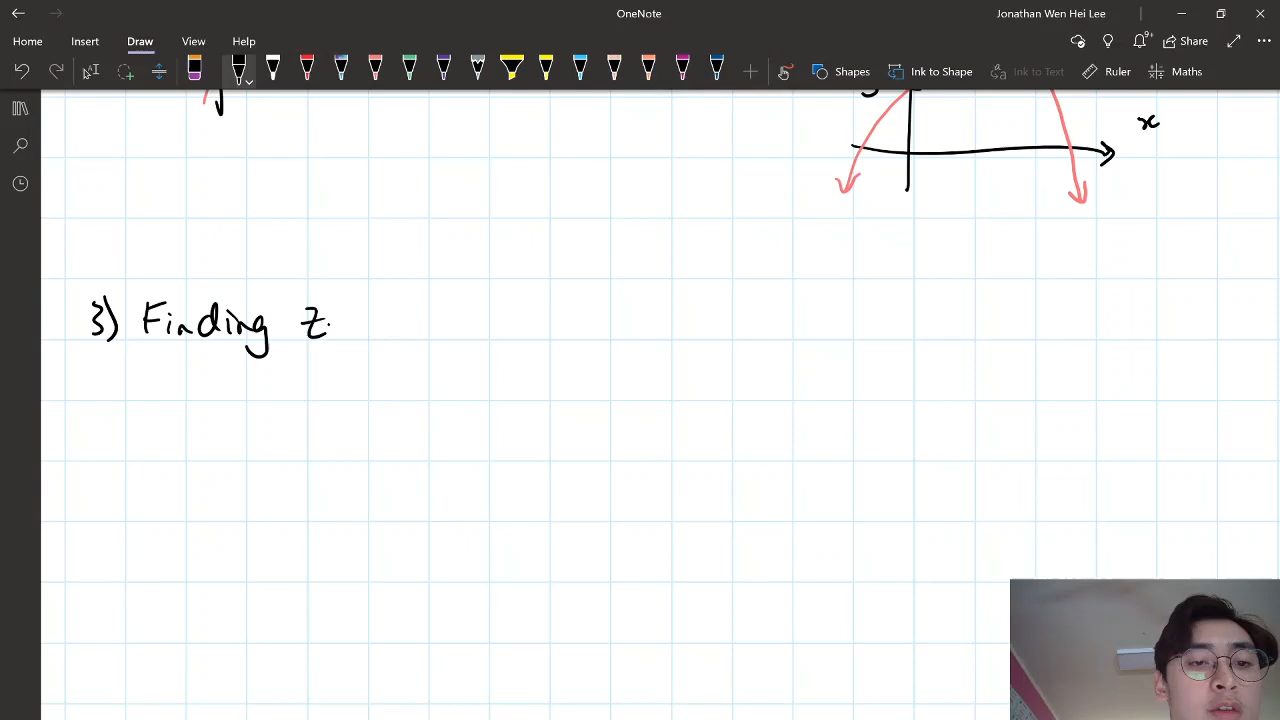 OneNote
Jonathan Wen Hei Lee
Home Insert Draw View Help
Share
Shapes Ink to Shape Ink to Text Ruler Maths
x
3) Finding z